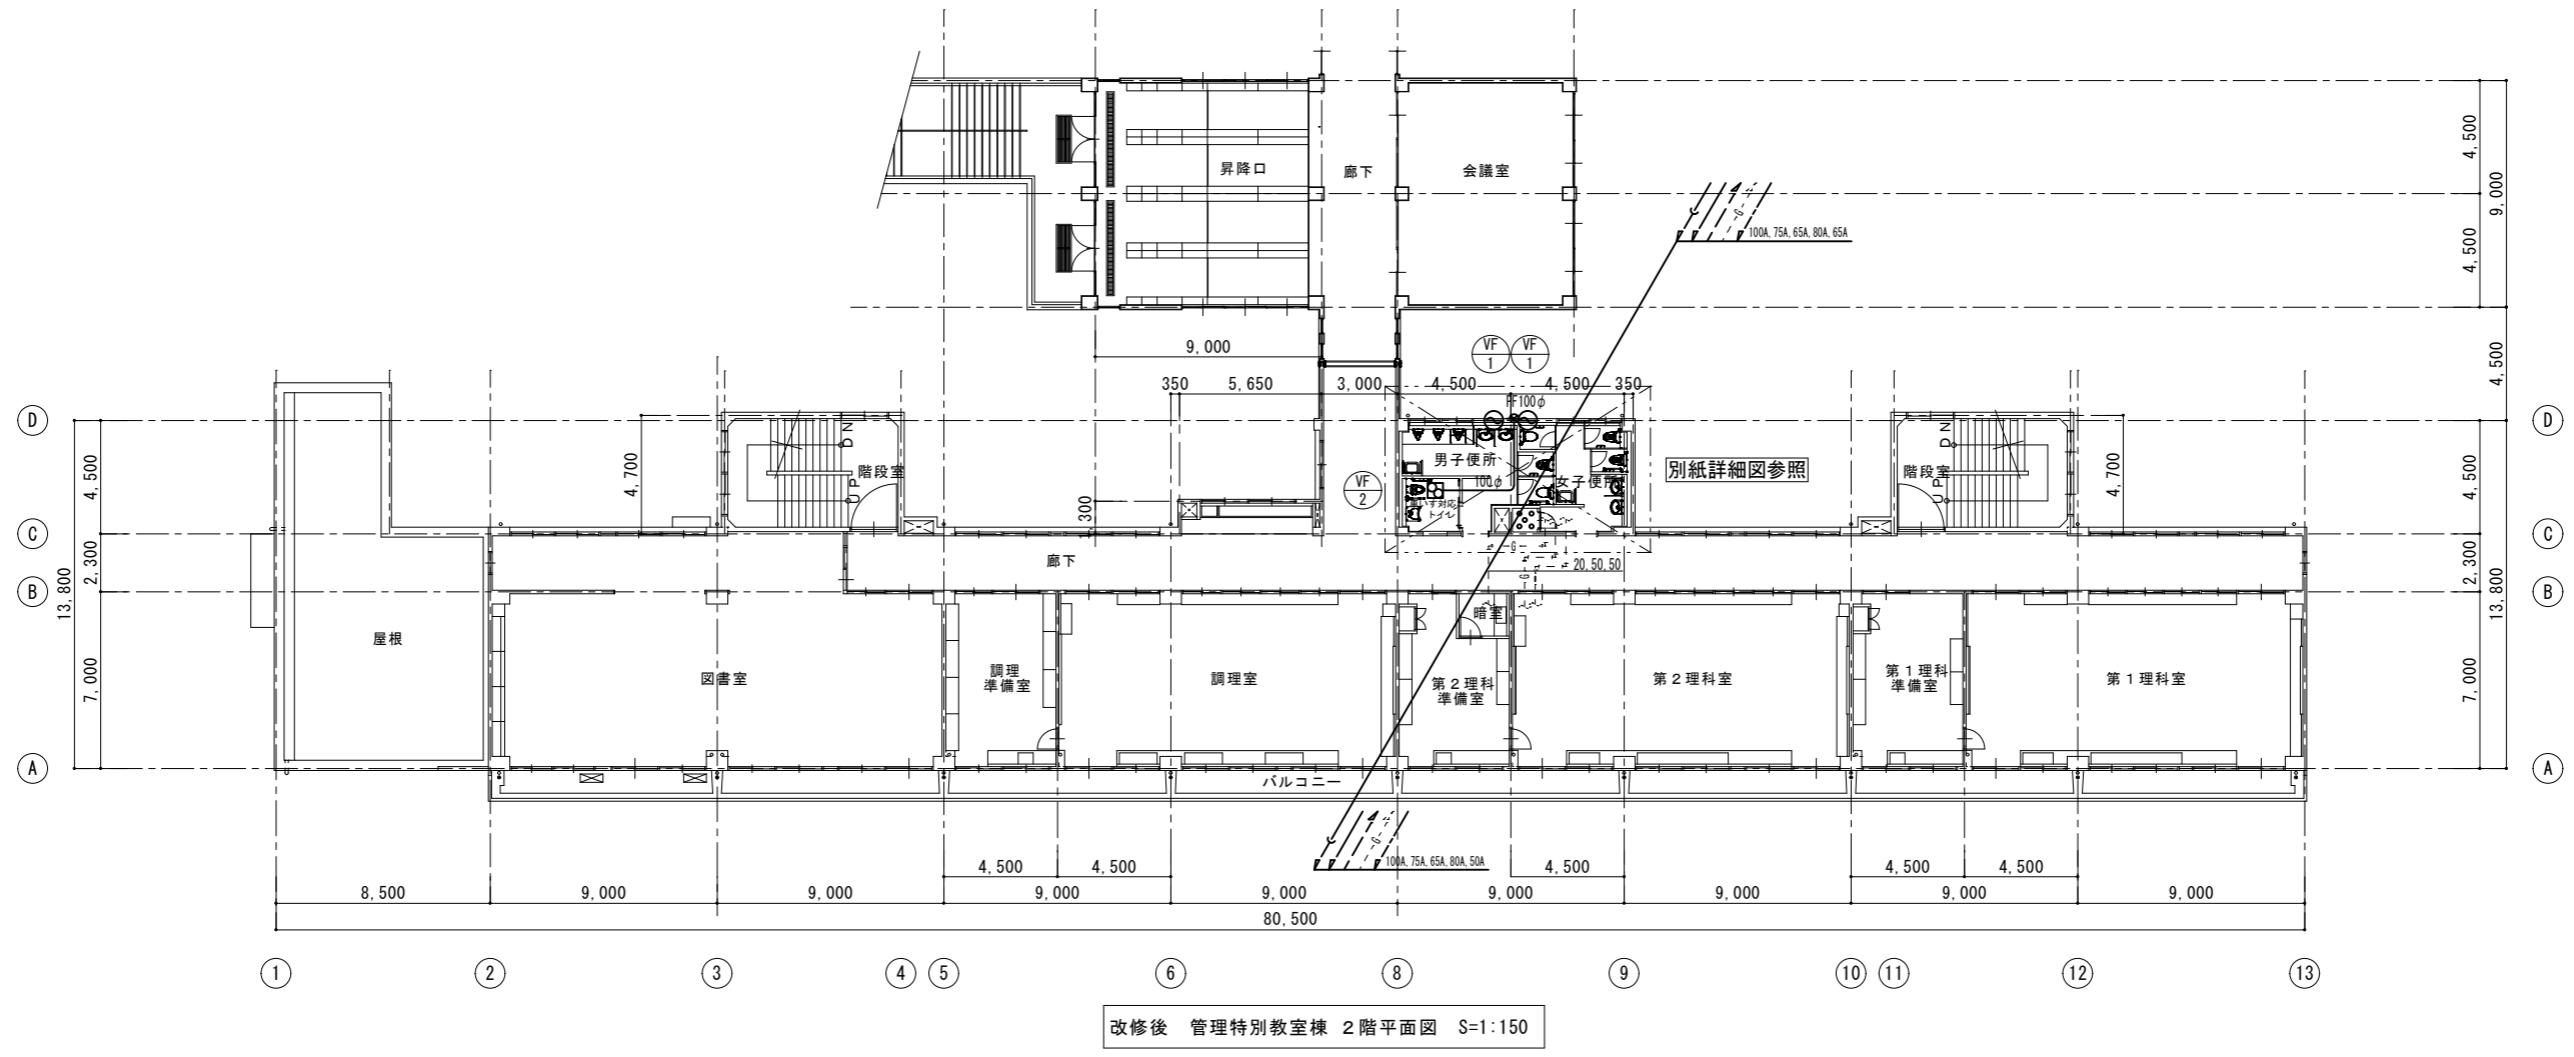 昇降口
廊下
会議室
4,500
9,000
4,500
4,500
-G-
100A, 75A, 65A, 80A, 65A
VF
1
VF
1
9,000
350
5,650
3,000
4,500
4,500
350
FF100φ
D
D
4,500
4,700
階段室
DN
UP
男子便所
女子便所
100φ
VF
2
トイレ
別紙詳細図参照
階段室
DN
UP
4,700
4,500
300
C
C
2,300
13,800
廊下
-G-
-G-
20, 50, 50
2,300
13,800
B
B
7,000
屋根
図書室
調理
準備室
調理室
暗室
第２理科
準備室
第２理科室
第１理科
準備室
第１理科室
7,000
A
A
バルコニー
-G-
100A, 75A, 65A, 80A, 50A
4,500
4,500
4,500
4,500
4,500
8,500
9,000
9,000
9,000
9,000
9,000
9,000
9,000
9,000
80,500
1
2
3
4
5
6
8
9
10
11
12
13
改修後　管理特別教室棟　２階平面図　S=1:150